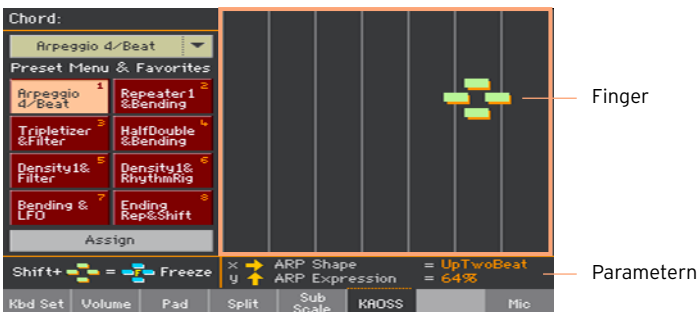 Chord:
Arpeggio 4/Beat
Preset Menu & Favorites
Arpeggio 4/Beat 1
Repeater1 &Bending 2
Tripletizer &Filter 3
HalfDouble &Bending 4
Density1& Filter 5
Density1& RhythmRig 6
Bending & LFO 7
Ending Rep&Shift 8
Assign
Finger
Shift+ = F Freeze
x ARP Shape = UpTwoBeat
y ARP Expression = 64%
Parametern
Kbd Set Volume Pad Split Sub Scale KAOSS Mic